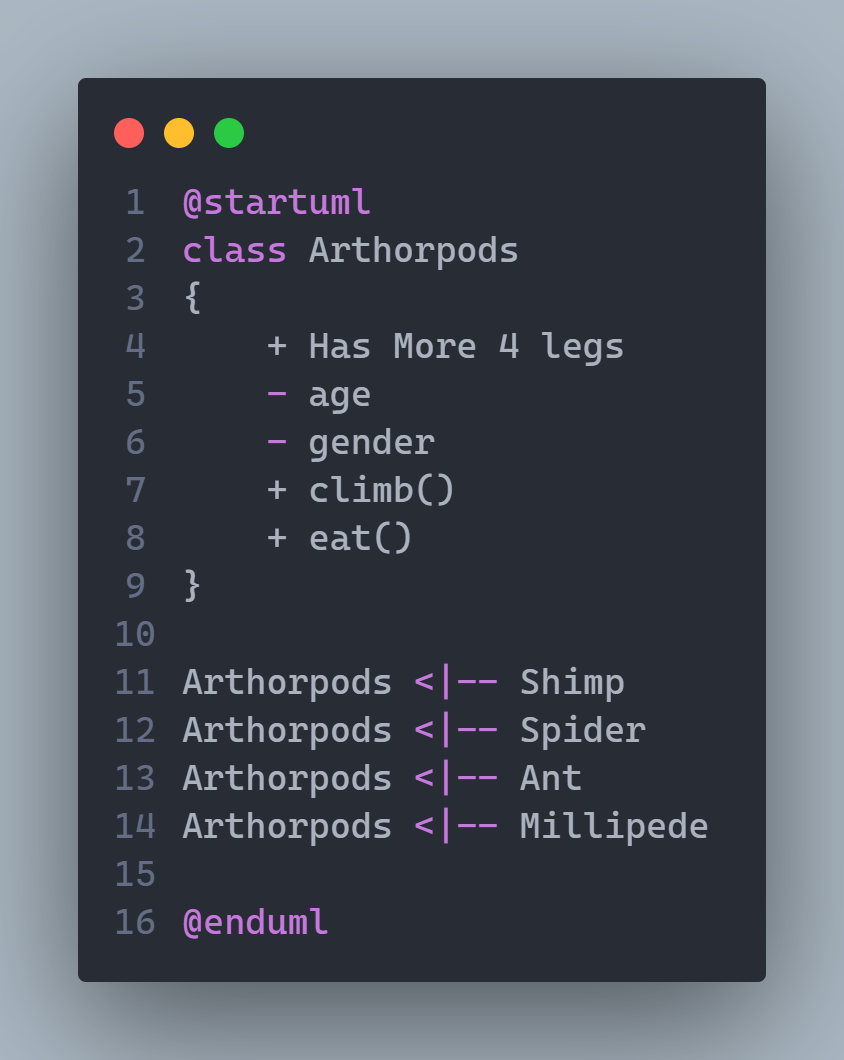 1 @startuml
2 class Arthorpods
3 {
4     + Has More 4 legs
5     - age
6     - gender
7     + climb()
8     + eat()
9 }
10
11 Arthorpods <|-- Shimp
12 Arthorpods <|-- Spider
13 Arthorpods <|-- Ant
14 Arthorpods <|-- Millipede
15
16 @enduml